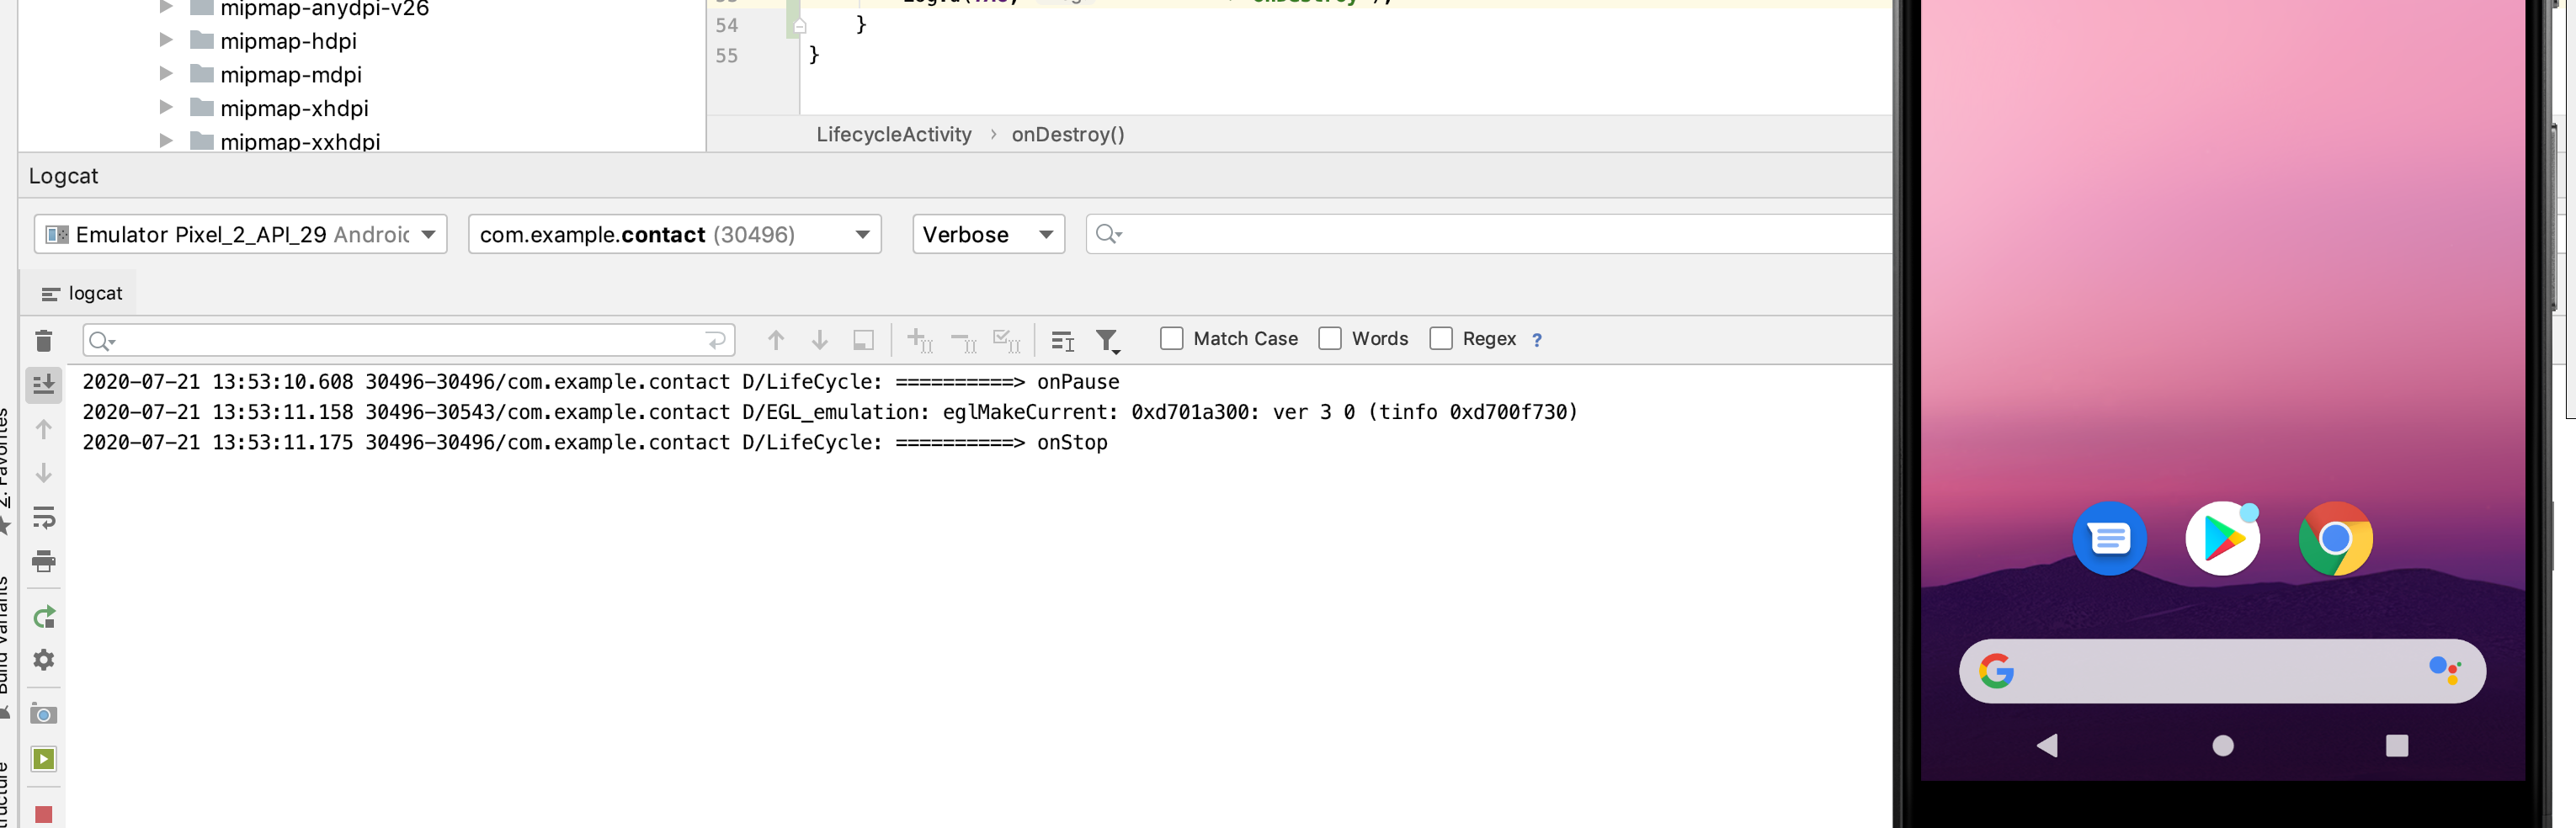 mipmap-anydpi-v26
mipmap-hdpi
mipmap-mdpi
mipmap-xhdpi
mipmap-xxhdpi
54 }
55 }
LifecycleActivity › onDestroy()
Logcat
Emulator Pixel_2_API_29 Android
com.example.contact (30496)
Verbose
logcat
Match Case
Words
Regex ?
2020-07-21 13:53:10.608 30496-30496/com.example.contact D/LifeCycle: ==========> onPause
2020-07-21 13:53:11.158 30496-30543/com.example.contact D/EGL_emulation: eglMakeCurrent: 0xd701a300: ver 3 0 (tinfo 0xd700f730)
2020-07-21 13:53:11.175 30496-30496/com.example.contact D/LifeCycle: ==========> onStop
2: Favorites
Build Variants
G